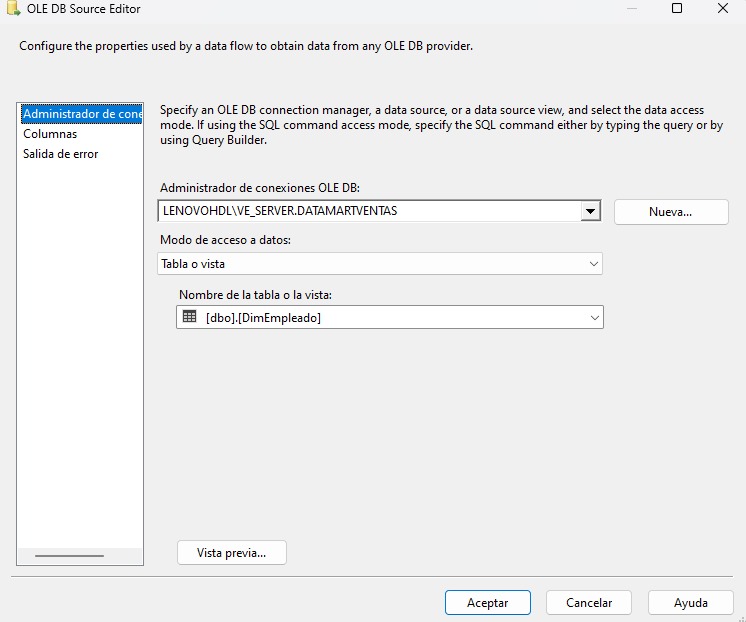 OLE DB Source Editor
Configure the properties used by a data flow to obtain data from any OLE DB provider.
Administrador de cone
Columnas
Salida de error
Specify an OLE DB connection manager, a data source, or a data source view, and select the data access
mode. If using the SQL command access mode, specify the SQL command either by typing the query or by
using Query Builder.
Administrador de conexiones OLE DB:
LENOVOHDL\VE_SERVER.DATAMARTVENTAS
Nueva...
Modo de acceso a datos:
Tabla o vista
Nombre de la tabla o la vista:
[dbo].[DimEmpleado]
Vista previa...
Aceptar
Cancelar
Ayuda